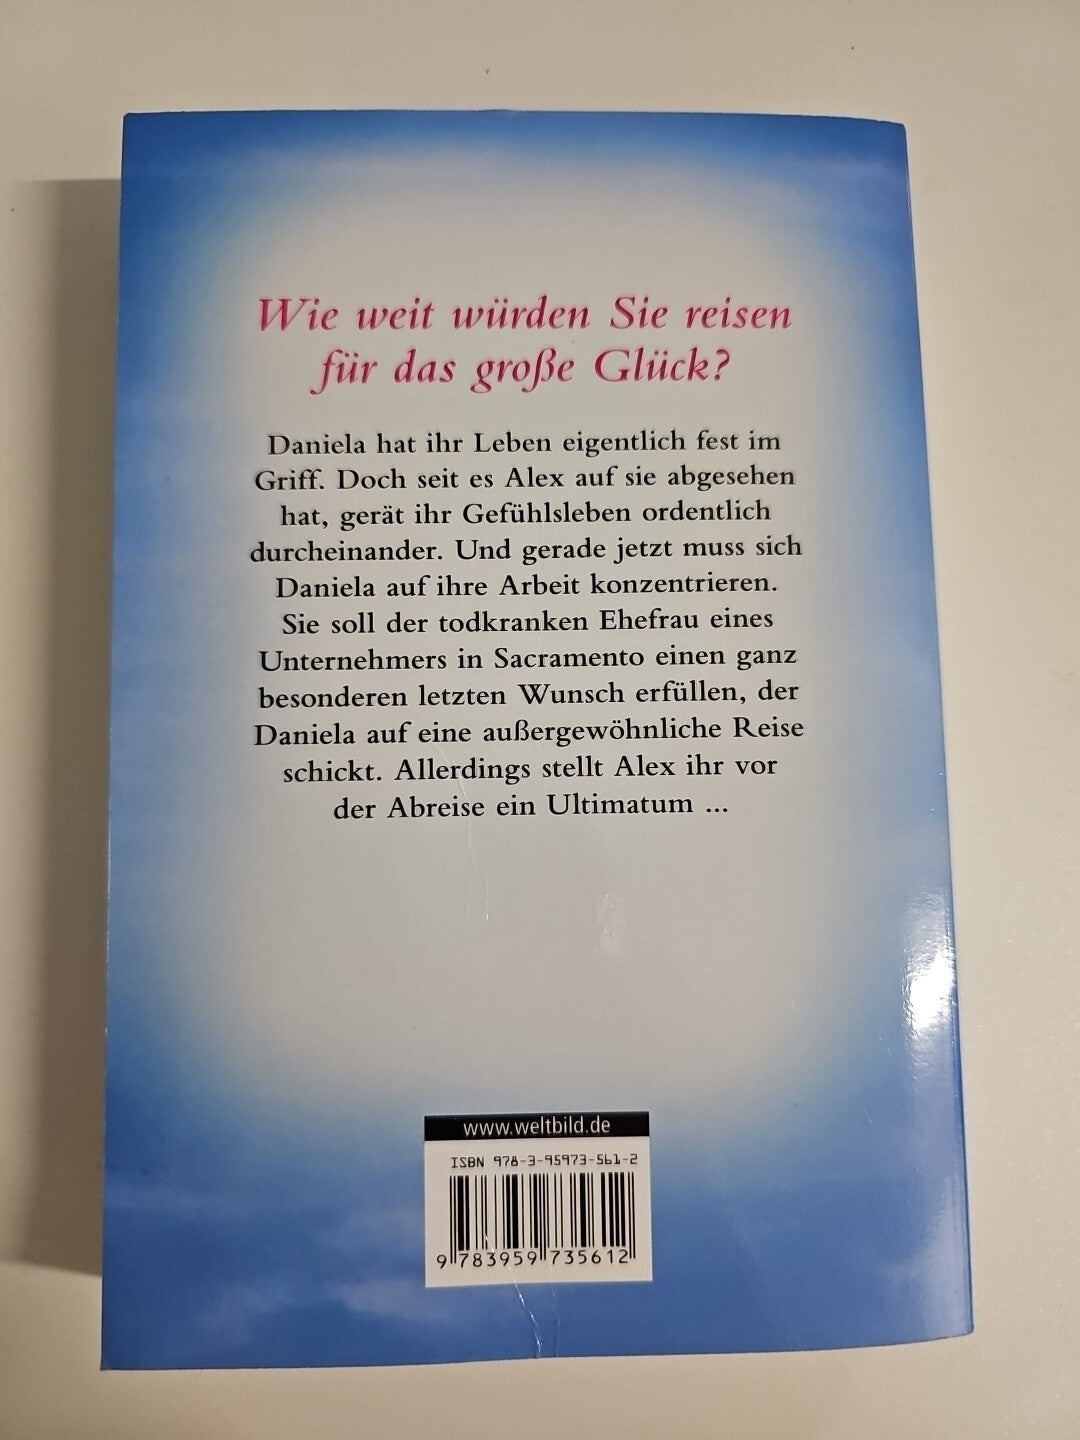 Wie weit würden Sie reisen
für das große Glück?
Daniela hat ihr Leben eigentlich fest im
Griff. Doch seit es Alex auf sie abgesehen
hat, gerät ihr Gefühlsleben ordentlich
durcheinander. Und gerade jetzt muss sich
Daniela auf ihre Arbeit konzentrieren.
Sie soll der todkranken Ehefrau eines
Unternehmers in Sacramento einen ganz
besonderen letzten Wunsch erfüllen, der
Daniela auf eine außergewöhnliche Reise
schickt. Allerdings stellt Alex ihr vor
der Abreise ein Ultimatum ...
www.weltbild.de
ISBN 978-3-95973-561-2
9 783959 735612